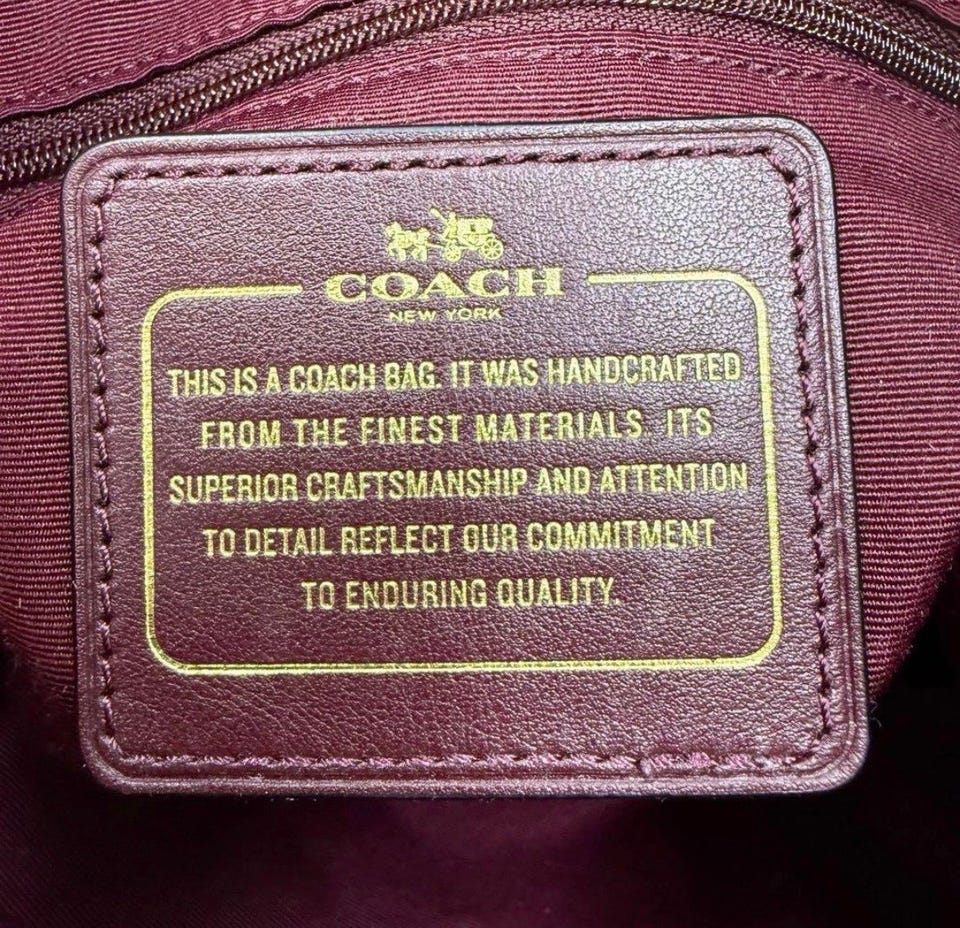 COACH
NEW YORK
THIS IS A COACH BAG. IT WAS HANDCRAFTED
FROM THE FINEST MATERIALS. ITS
SUPERIOR CRAFTSMANSHIP AND ATTENTION
TO DETAIL REFLECT OUR COMMITMENT
TO ENDURING QUALITY.